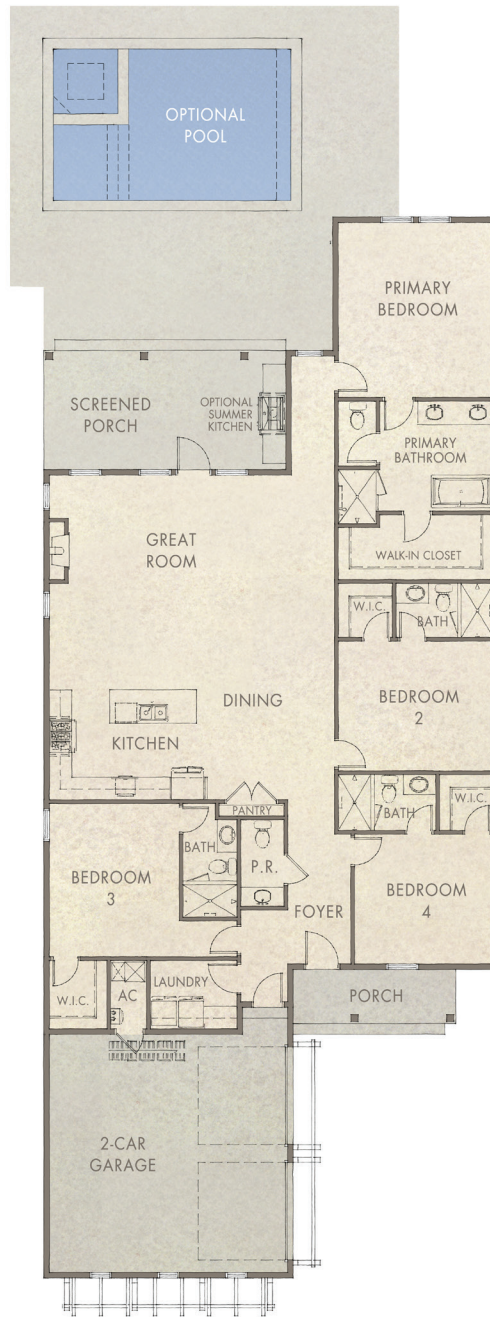 OPTIONAL
POOL
PRIMARY
BEDROOM
SCREENED
PORCH
OPTIONAL
SUMMER
KITCHEN
PRIMARY
BATHROOM
GREAT
ROOM
WALK-IN CLOSET
W.I.C.
BATH
DINING
BEDROOM
2
KITCHEN
PANTRY
BATH
W.I.C.
BATH
P.R.
BEDROOM
3
BEDROOM
4
FOYER
W.I.C.
AC
LAUNDRY
PORCH
2-CAR
GARAGE